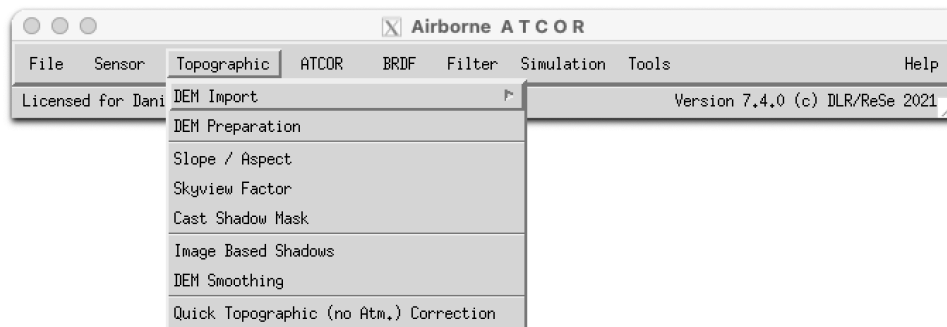 Airborne ATCOR
File Sensor Topographic ATCOR BRDF Filter Simulation Tools Help
Licensed for Dani Version 7.4.0 (c) DLR/ReSe 2021
DEM Import
DEM Preparation
Slope / Aspect
Skyview Factor
Cast Shadow Mask
Image Based Shadows
DEM Smoothing
Quick Topographic (no Atm.) Correction